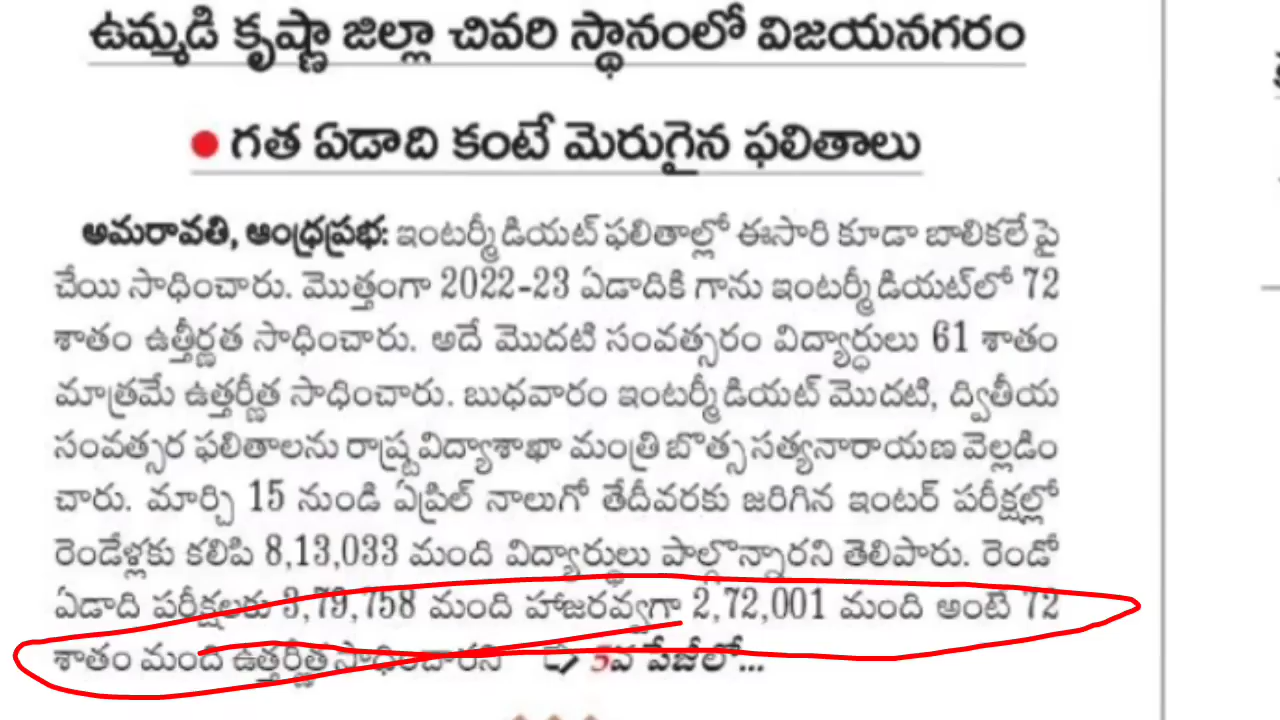 ఉమ్మడి కృష్ణా జిల్లా చివరి స్థానంలో విజయనగరం
● గత ఏడాది కంటే మెరుగైన ఫలితాలు
అమరావతి, ఆంధ్రప్రభ: ఇంటర్మీడియట్ ఫలితాల్లో ఈసారి కూడా బాలికలే పై
చేయి సాధించారు. మొత్తంగా 2022-23 ఏడాదికి గాను ఇంటర్మీడియట్‌లో 72
శాతం ఉత్తీర్ణత సాధించారు. అదే మొదటి సంవత్సరం విద్యార్ధులు 61 శాతం
మాత్రమే ఉత్తర్ణీత సాధించారు. బుధవారం ఇంటర్మీడియట్ మొదటి, ద్వితీయ
సంవత్సర ఫలితాలను రాష్ట్ర విద్యాశాఖా మంత్రి బొత్స సత్యనారాయణ వెల్లడిం
చారు. మార్చి 15 నుండి ఏప్రిల్ నాలుగో తేదీవరకు జరిగిన ఇంటర్ పరీక్షల్లో
రెండేళ్లకు కలిపి 8,13,033 మంది విద్యార్థులు పాల్గొన్నారని తెలిపారు. రెండో
ఏడాది పరీక్షలకు 3,79,758 మంది హాజరవ్వగా 2,72,001 మంది అంటే 72
శాతం మంది ఉత్తర్ణీత సాధించారని 5వ పేజీలో...